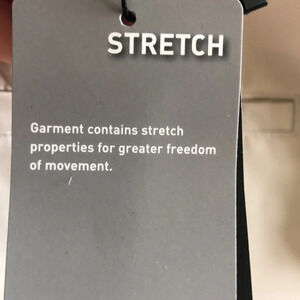 STRETCH
Garment contains stretch
properties for greater freedom
of movement.